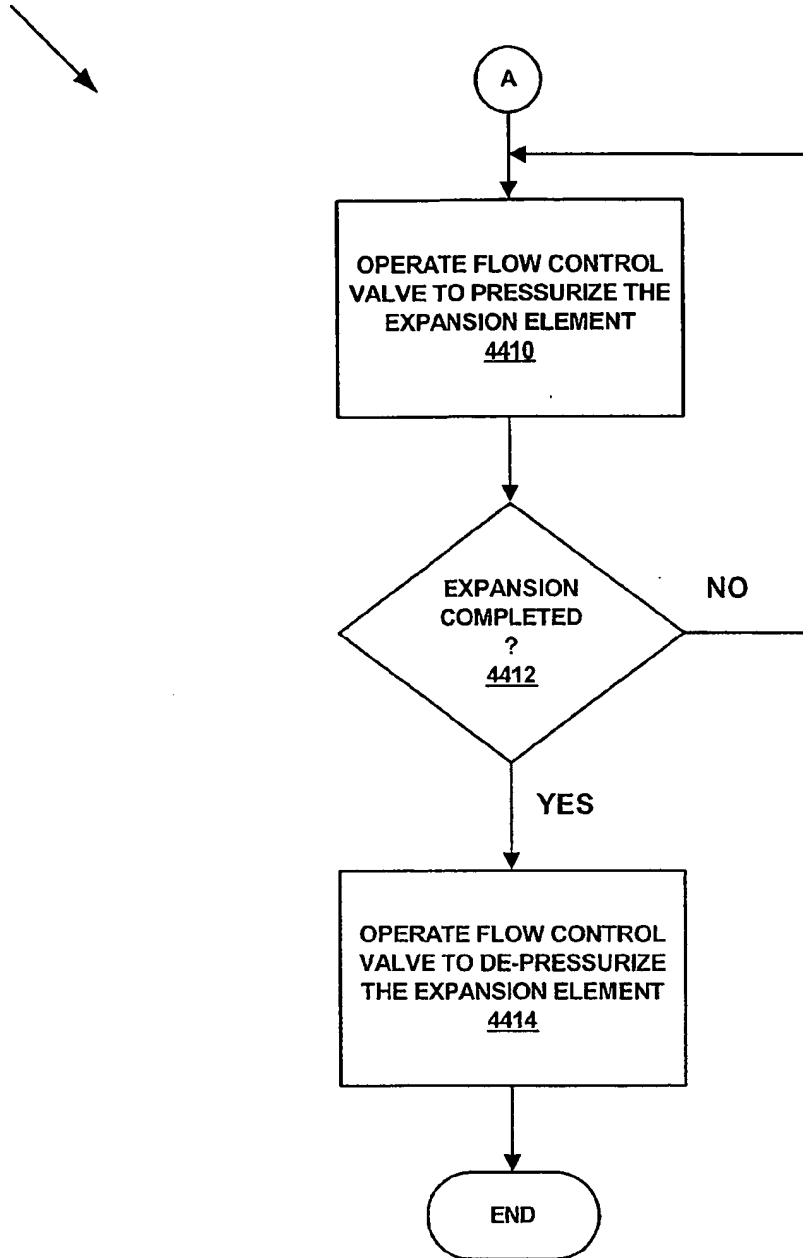 A
OPERATE FLOW CONTROL
VALVE TO PRESSURIZE THE
EXPANSION ELEMENT
4410
EXPANSION
COMPLETED
?
4412
NO
YES
OPERATE FLOW CONTROL
VALVE TO DE-PRESSURIZE
THE EXPANSION ELEMENT
4414
END